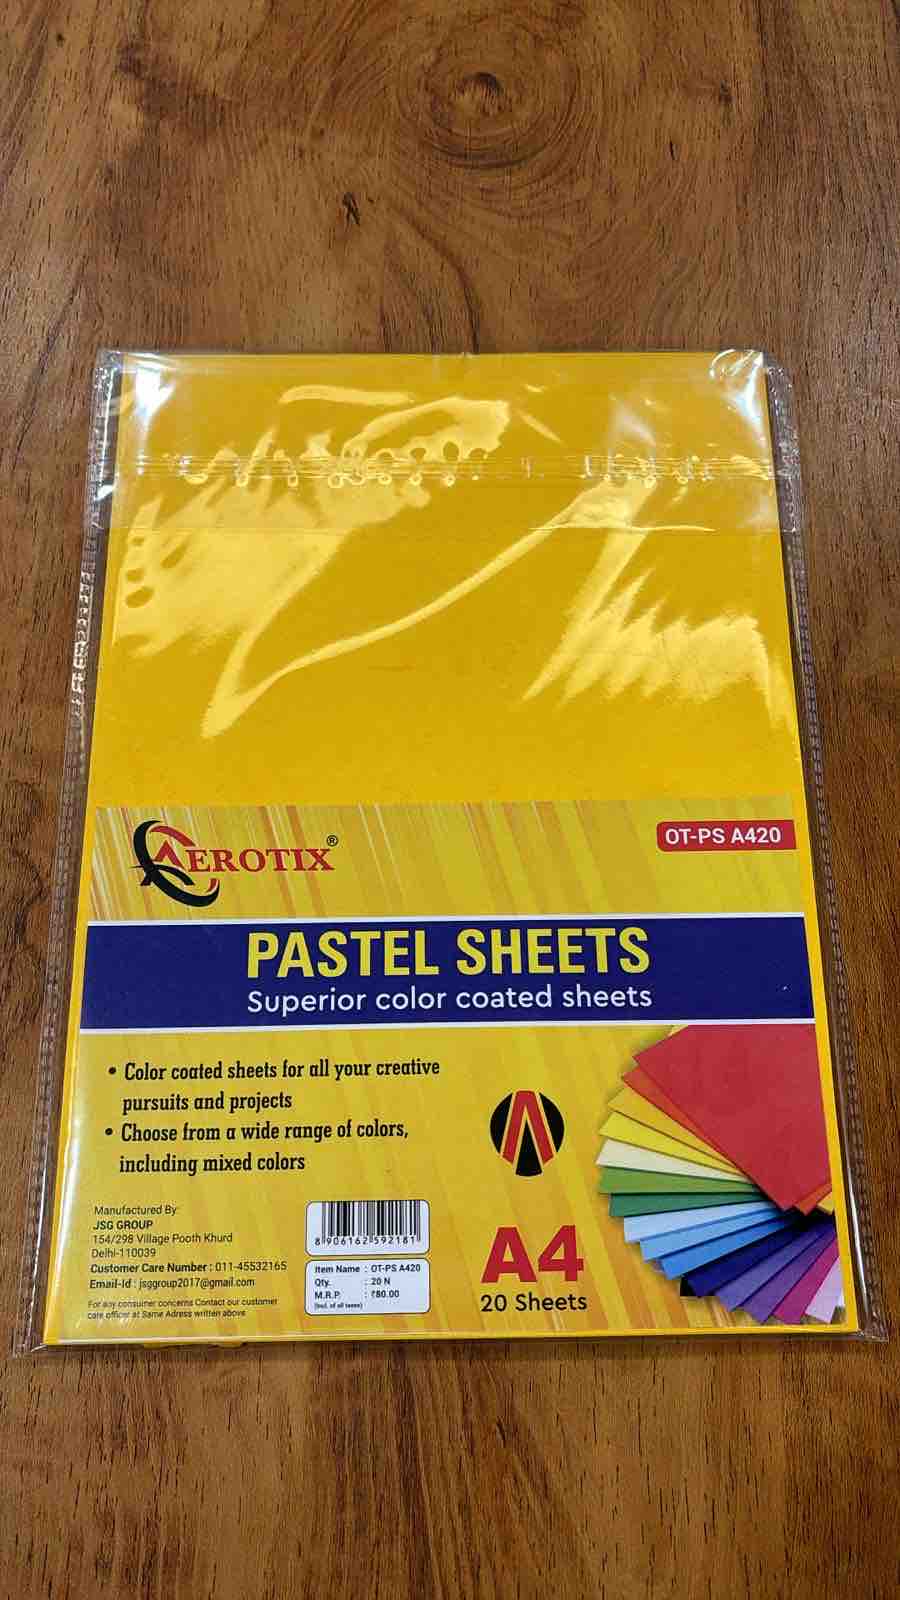 AEROTIX®
OT-PS A420
PASTEL SHEETS
Superior color coated sheets
• Color coated sheets for all your creative
pursuits and projects
• Choose from a wide range of colors,
including mixed colors
Manufactured By:
JSG GROUP
154/298 Village Pooth Khurd
Delhi-110039
Customer Care Number : 011-45532165
Email-Id : jsggroup2017@gmail.com
For any consumer concerns Contact our customer
care officer at Same Adress written above
8 906162 592181
Item Name : OT-PS A420
Qty. : 20 N
M.R.P. : ₹80.00
(Incl. of all taxes)
A4
20 Sheets